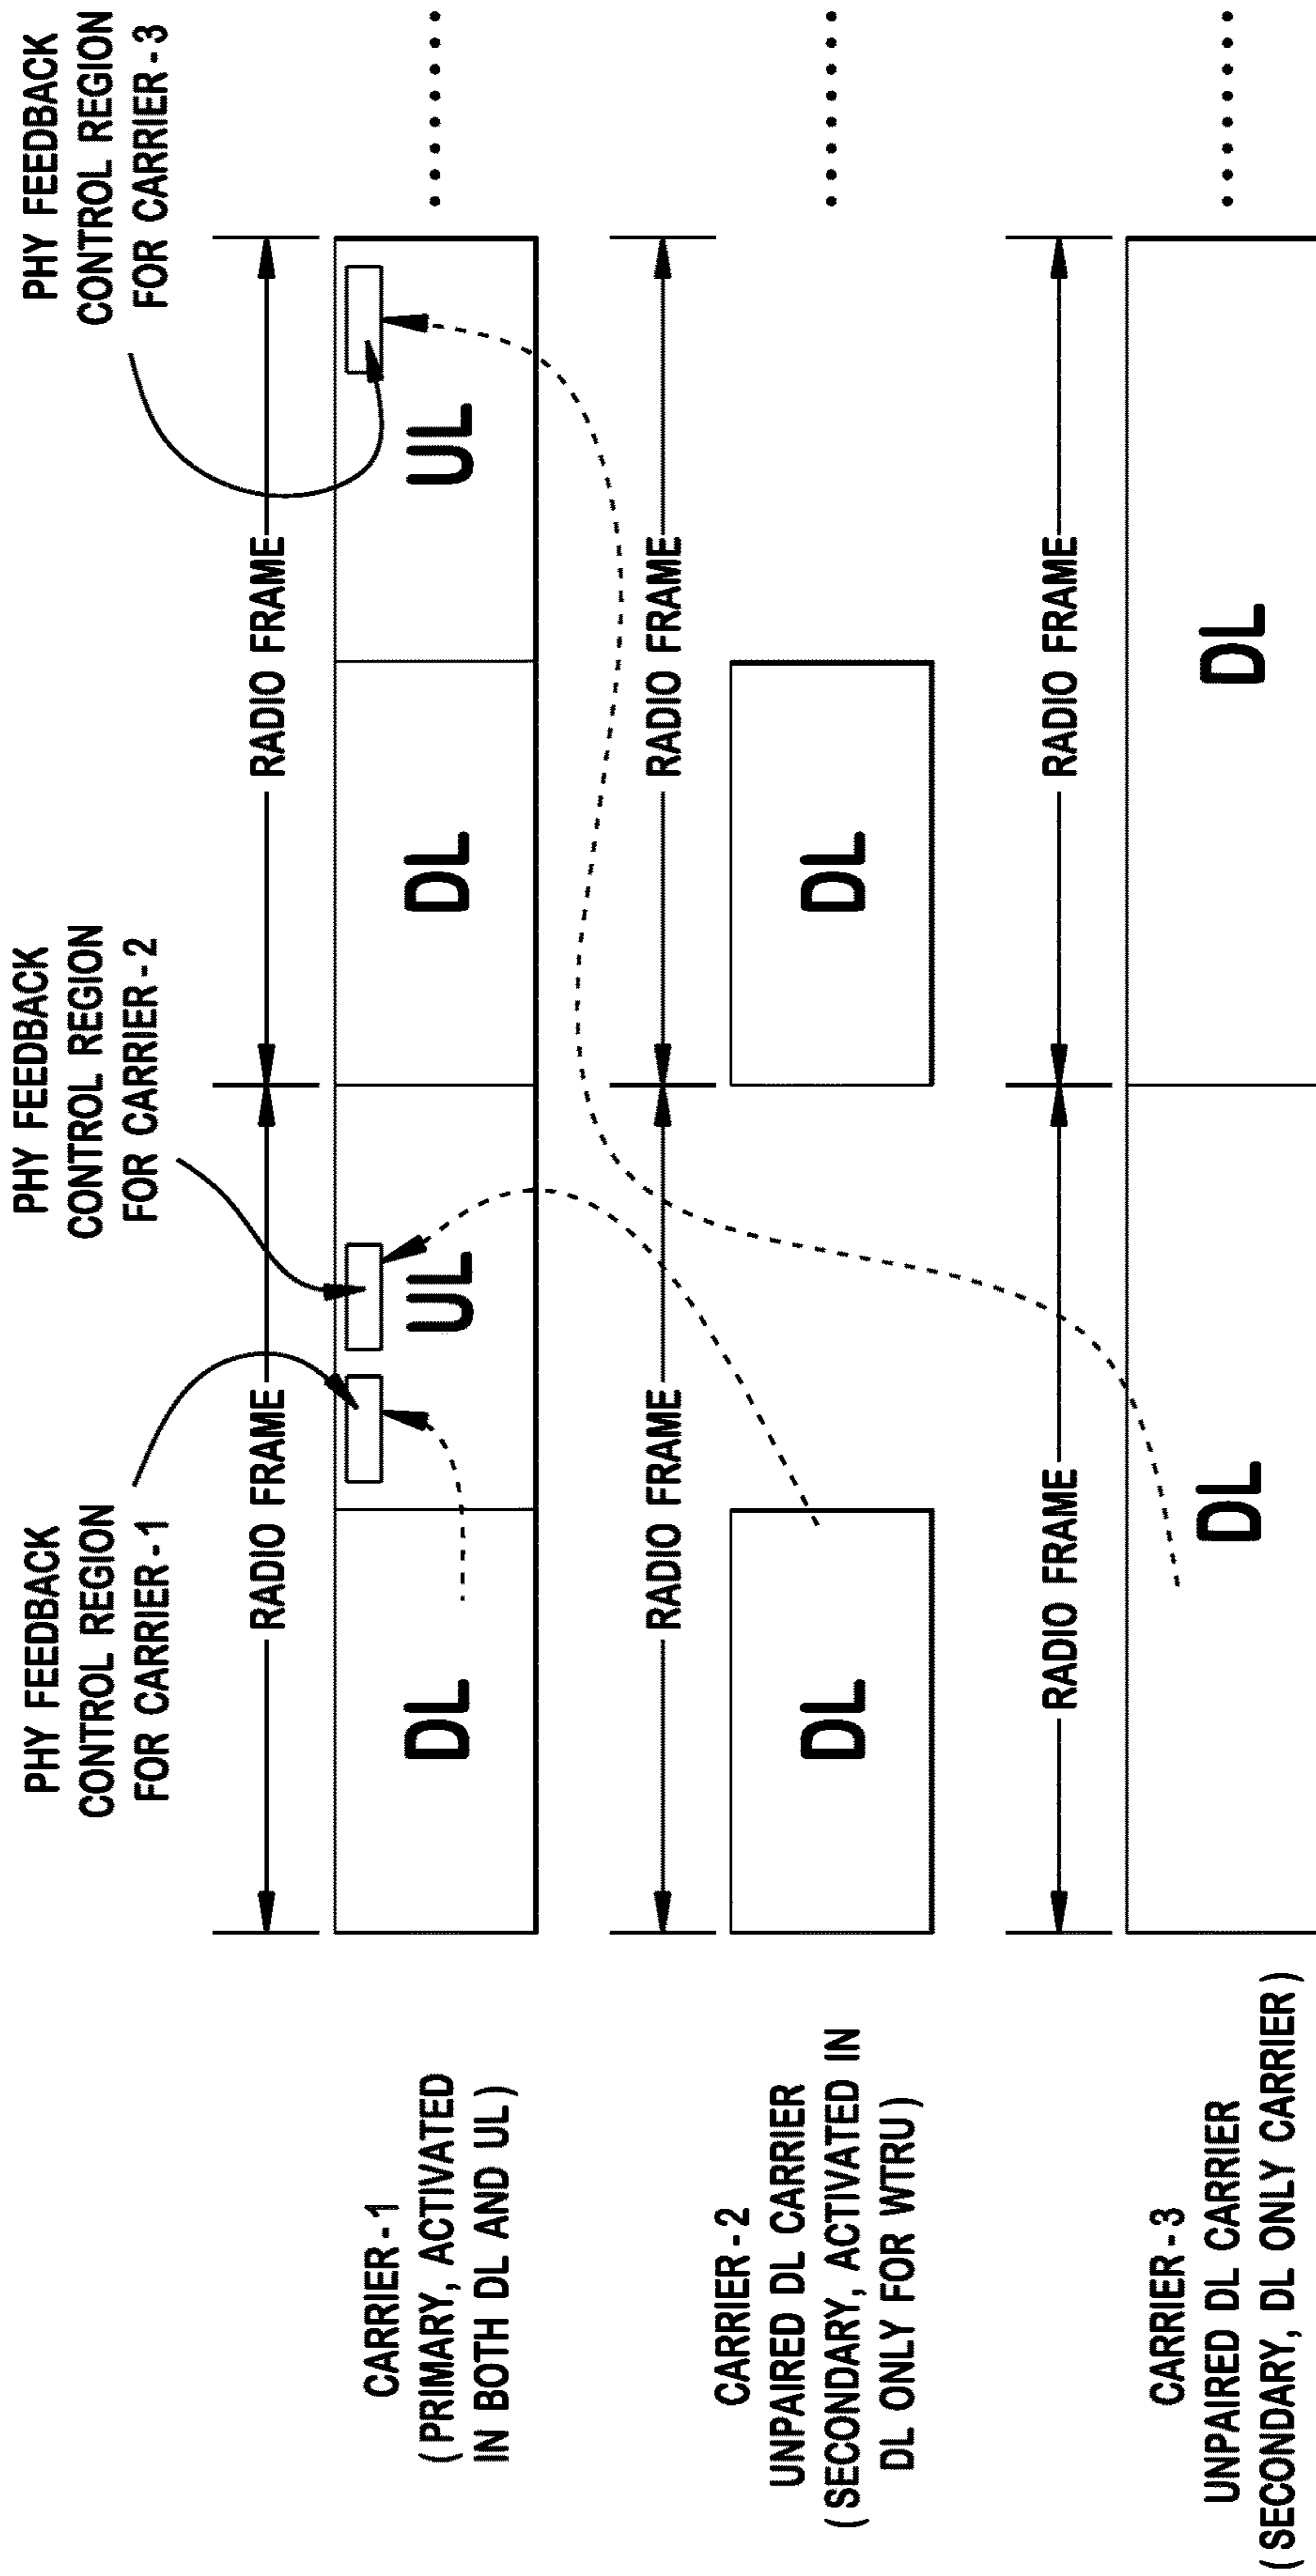 PHY FEEDBACK
CONTROL REGION
FOR CARRIER-1
PHY FEEDBACK
CONTROL REGION
FOR CARRIER-2
PHY FEEDBACK
CONTROL REGION
FOR CARRIER-3
RADIO FRAME
RADIO FRAME
CARRIER-1
(PRIMARY, ACTIVATED
IN BOTH DL AND UL)
DL
UL
DL
UL
RADIO FRAME
RADIO FRAME
CARRIER-2
UNPAIRED DL CARRIER
(SECONDARY, ACTIVATED IN
DL ONLY FOR WTRU)
DL
DL
RADIO FRAME
RADIO FRAME
CARRIER-3
UNPAIRED DL CARRIER
(SECONDARY, DL ONLY CARRIER)
DL
DL